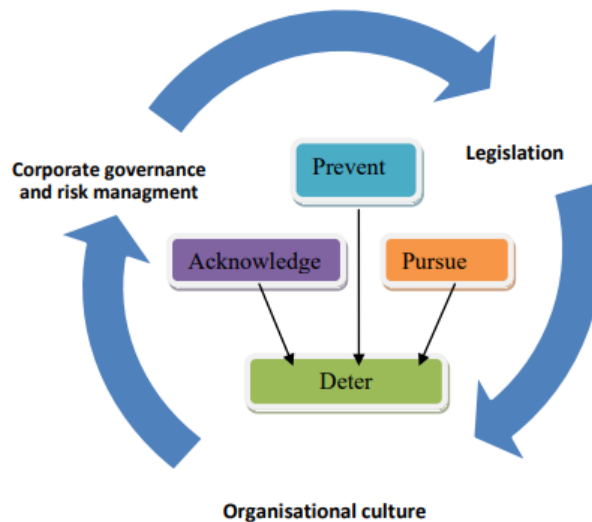 Prevent
Legislation
Corporate governance
and risk managment
Acknowledge
Pursue
Deter
Organisational culture